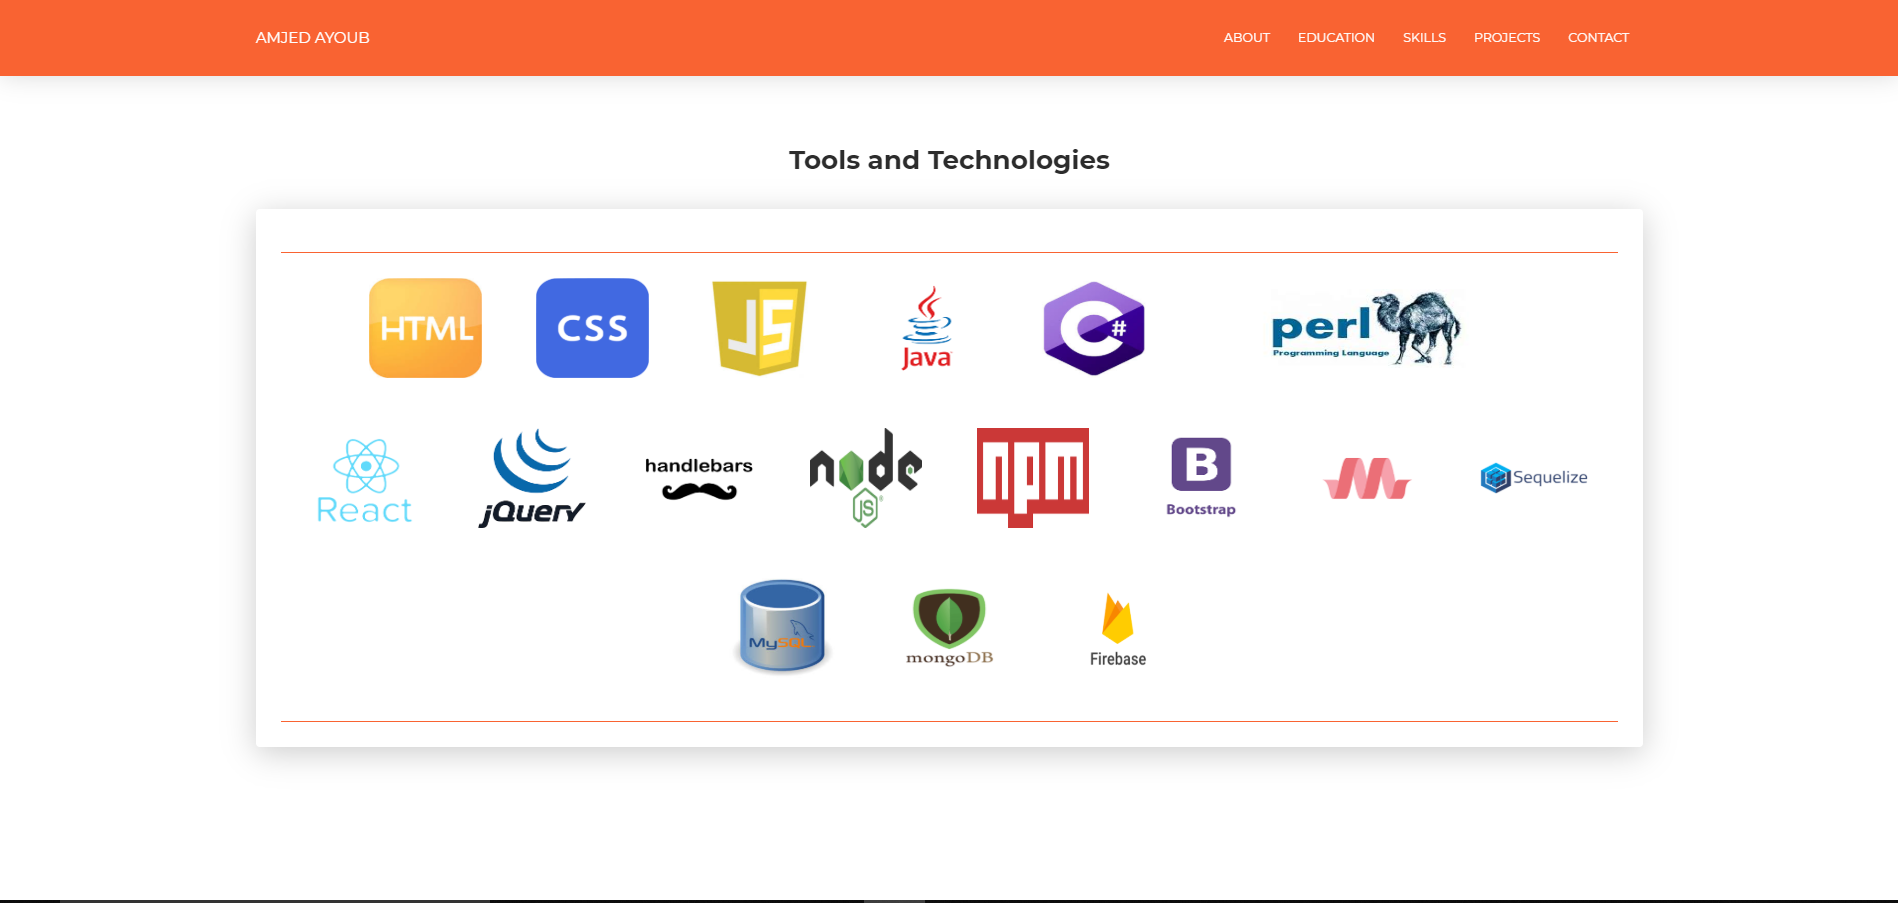 AMJED AYOUB
ABOUT EDUCATION SKILLS PROJECTS CONTACT
Tools and Technologies
HTML
CSS
JS
Java
C#
perl
Programming Language
React
jQuery
handlebars
node
JS
npm
B
Bootstrap
M
Sequelize
MySQL
mongoDB
Firebase